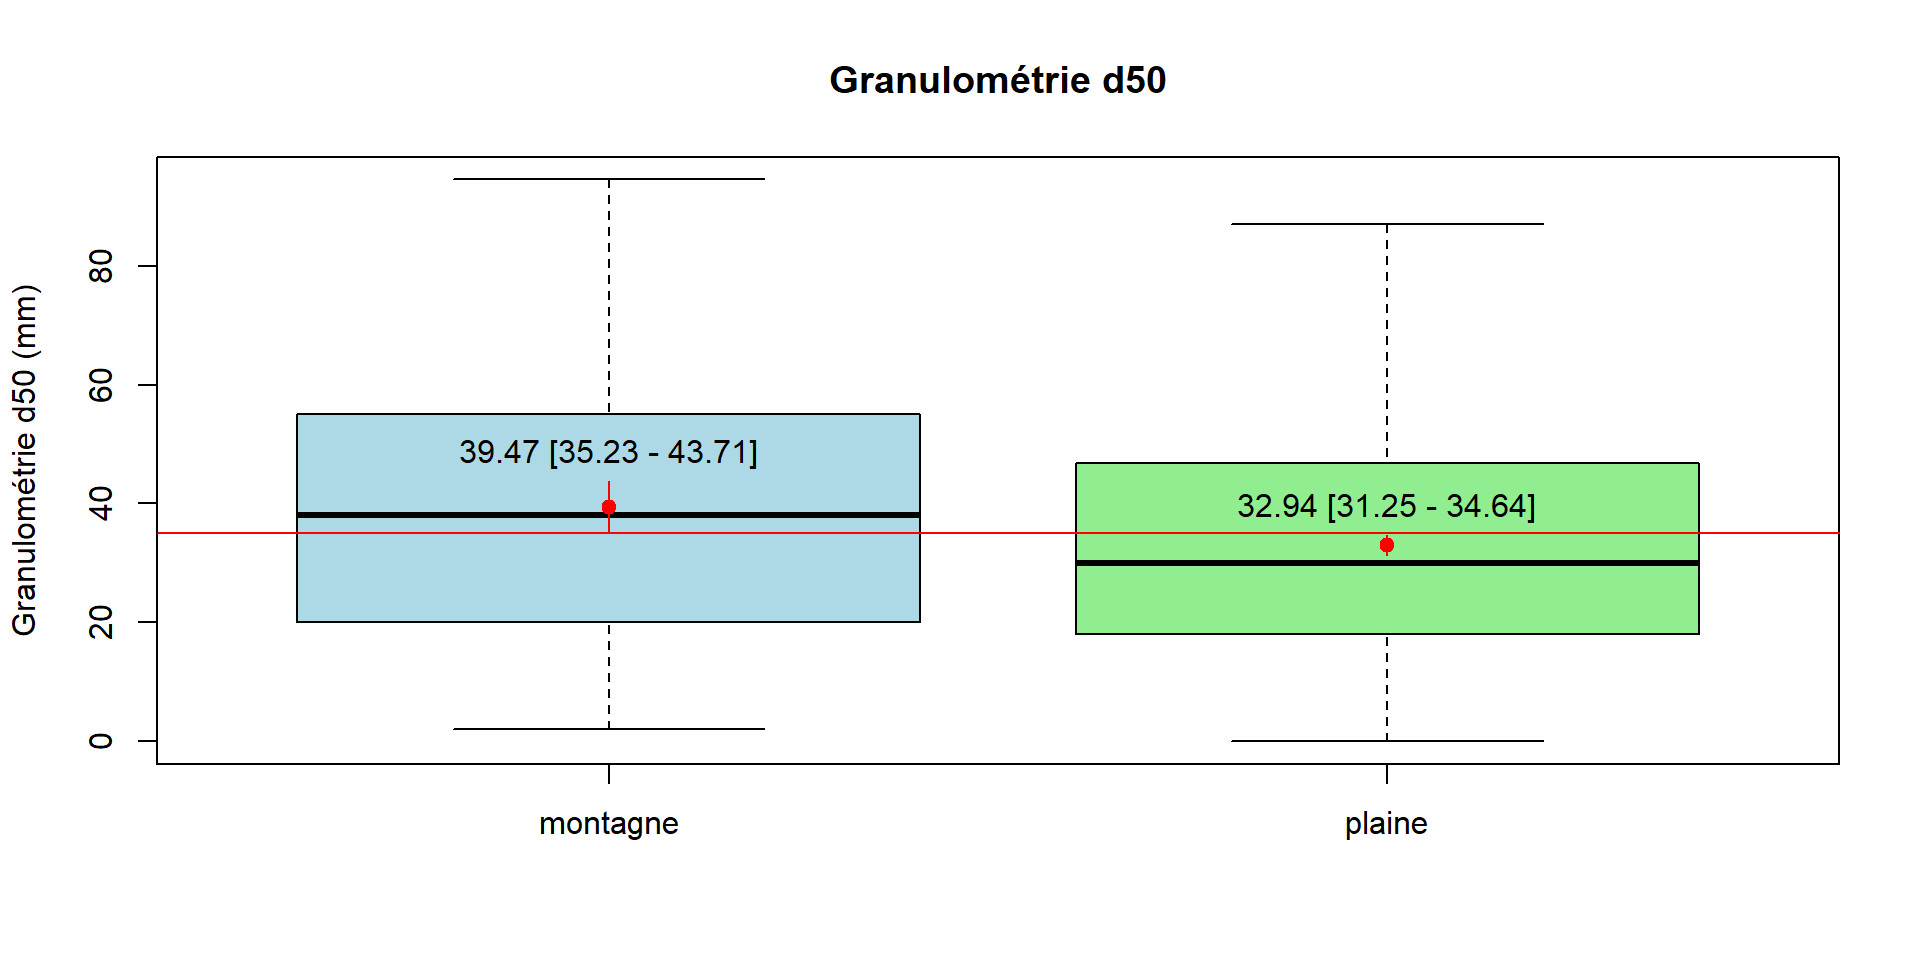 Granulométrie d50
Granulométrie d50 (mm)
80
60
40
20
0
39.47 [35.23 - 43.71]
32.94 [31.25 - 34.64]
montagne
plaine